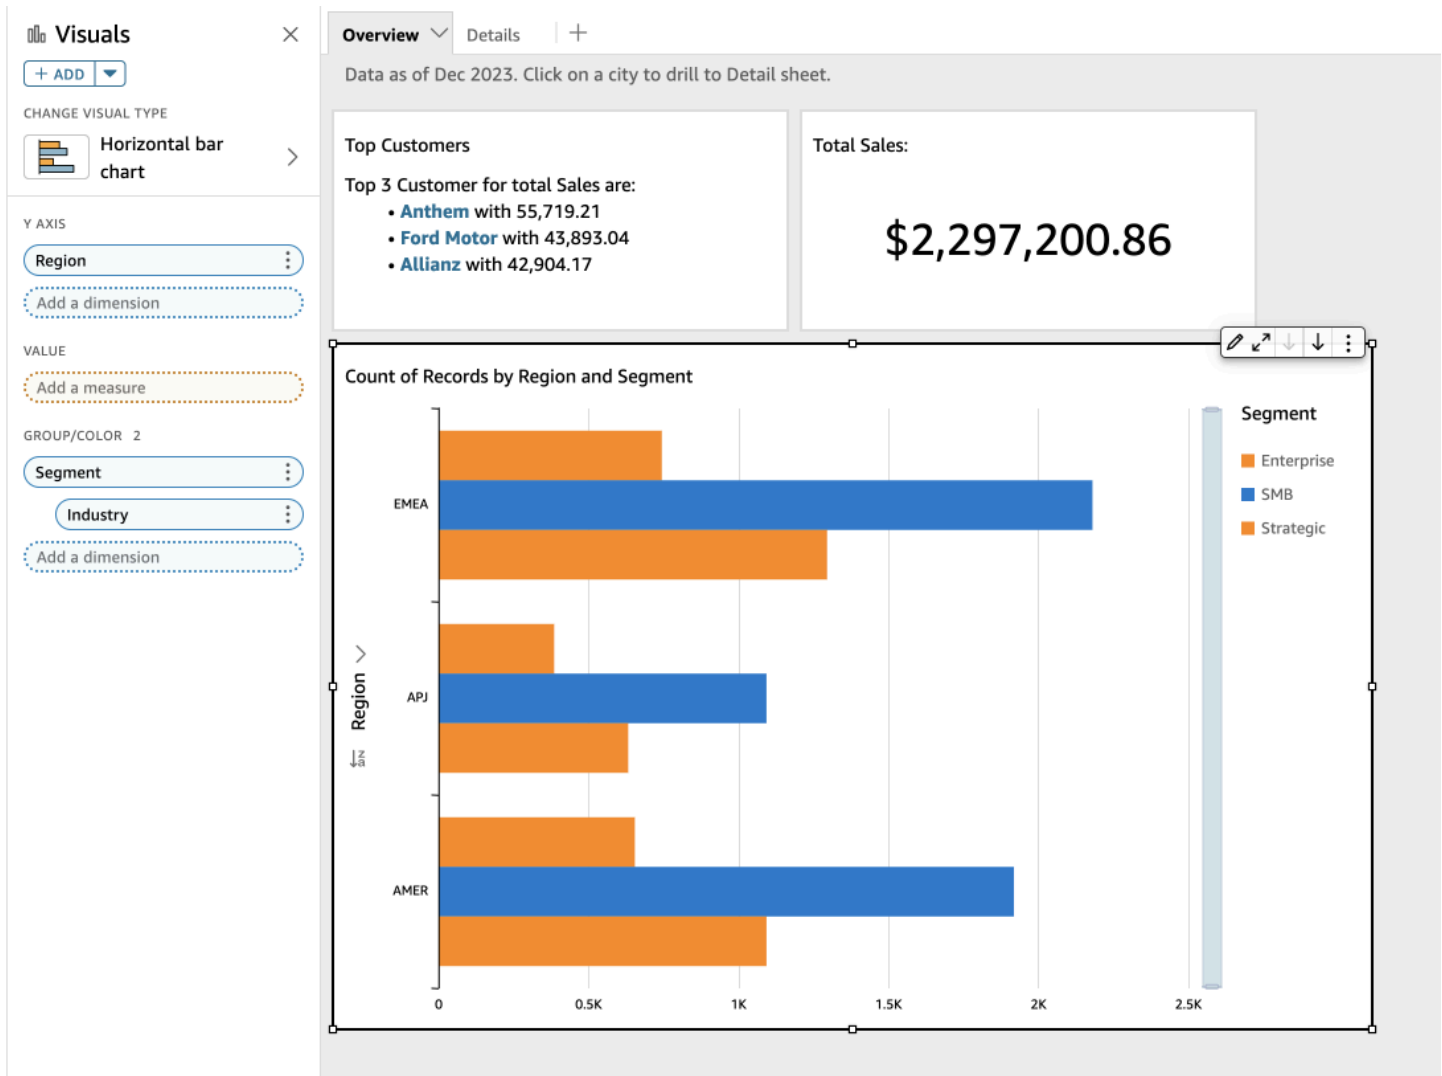 Visuals
+ ADD
CHANGE VISUAL TYPE
Horizontal bar
chart
Y AXIS
Region
Add a dimension
VALUE
Add a measure
GROUP/COLOR 2
Segment
Industry
Add a dimension
Overview
Details
Data as of Dec 2023. Click on a city to drill to Detail sheet.
Top Customers
Top 3 Customer for total Sales are:
• Anthem with 55,719.21
• Ford Motor with 43,893.04
• Allianz with 42,904.17
Total Sales:
$2,297,200.86
Count of Records by Region and Segment
Region
EMEA
APJ
AMER
0 0.5K 1K 1.5K 2K 2.5K
Segment
Enterprise
SMB
Strategic